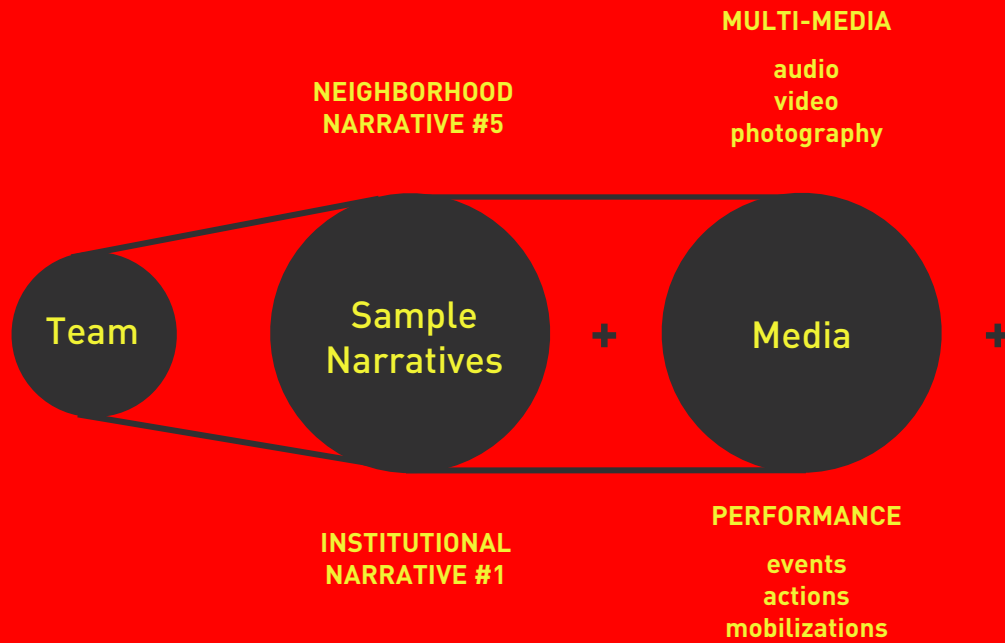 MULTI-MEDIA
audio
video
photography
NEIGHBORHOOD
NARRATIVE #5
Team
Sample
Narratives
+
Media
+
INSTITUTIONAL
NARRATIVE #1
PERFORMANCE
events
actions
mobilizations